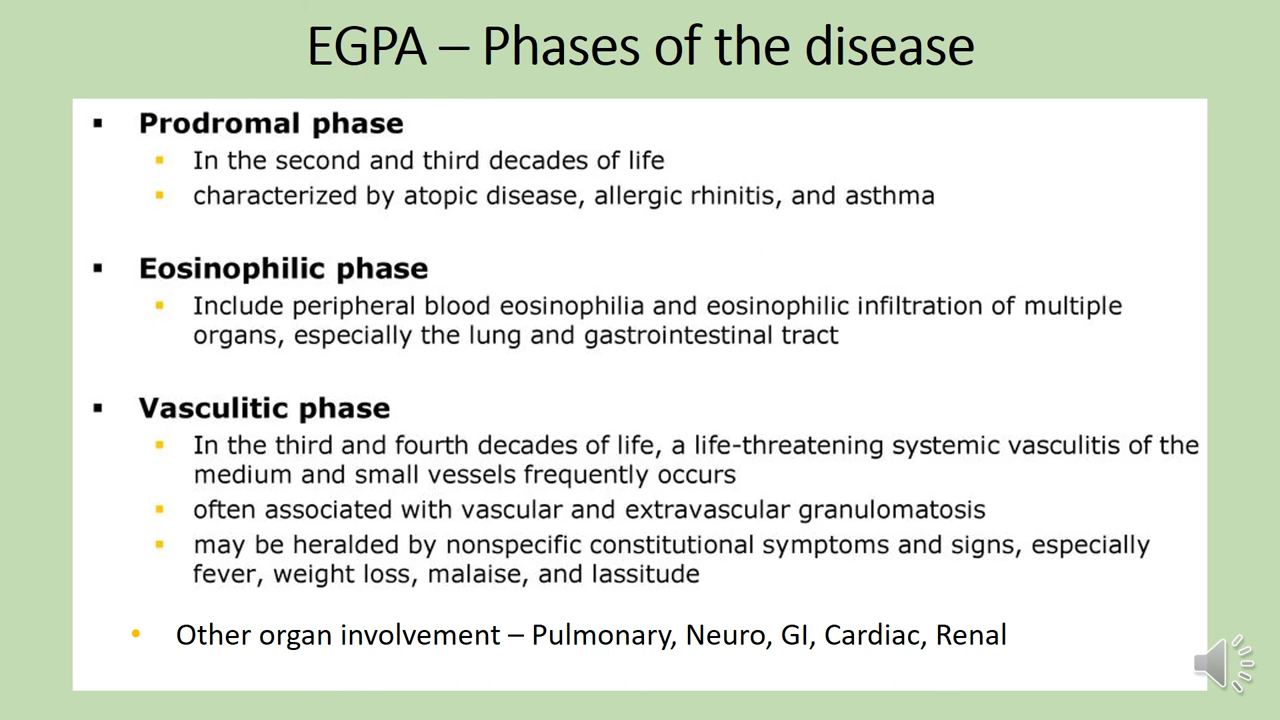 EGPA – Phases of the disease
▪ Prodromal phase
▪ In the second and third decades of life
▪ characterized by atopic disease, allergic rhinitis, and asthma
▪ Eosinophilic phase
▪ Include peripheral blood eosinophilia and eosinophilic infiltration of multiple
organs, especially the lung and gastrointestinal tract
▪ Vasculitic phase
▪ In the third and fourth decades of life, a life-threatening systemic vasculitis of the
medium and small vessels frequently occurs
▪ often associated with vascular and extravascular granulomatosis
▪ may be heralded by nonspecific constitutional symptoms and signs, especially
fever, weight loss, malaise, and lassitude
• Other organ involvement – Pulmonary, Neuro, GI, Cardiac, Renal